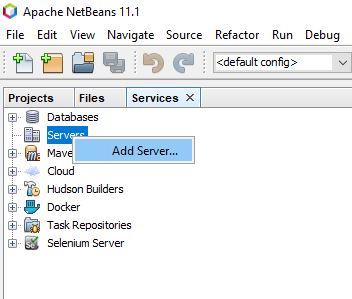 Apache NetBeans 11.1
File Edit View Navigate Source Refactor Run Debug
<default config>
Projects Files Services
Databases
Servers
Add Server...
Mave
Cloud
Hudson Builders
Docker
Task Repositories
Selenium Server